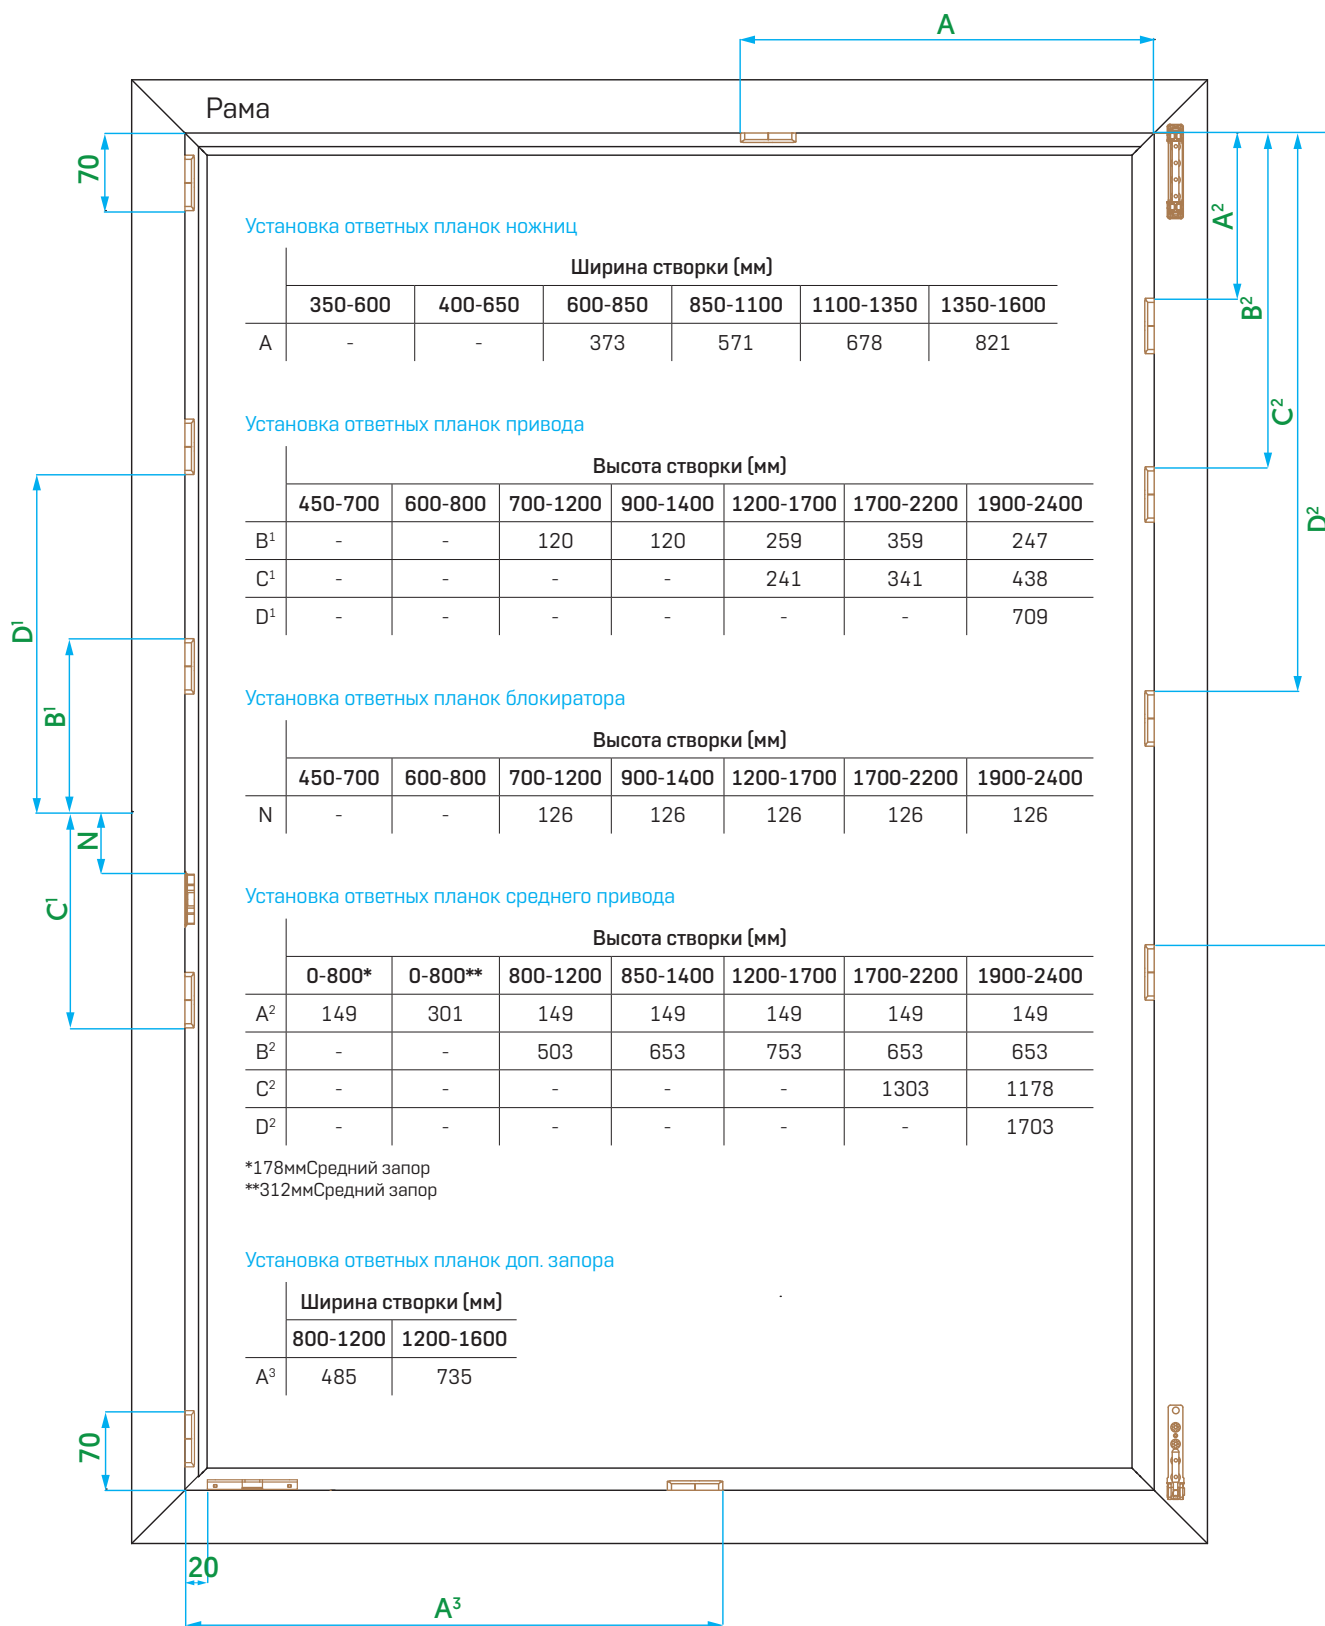 A
Рама
70
A²
B²
C²
D²
Установка ответных планок ножниц
Ширина створки (мм)
350-600 400-650 600-850 850-1100 1100-1350 1350-1600
A - - 373 571 678 821
Установка ответных планок привода
Высота створки (мм)
450-700 600-800 700-1200 900-1400 1200-1700 1700-2200 1900-2400
B¹ - - 120 120 259 359 247
C¹ - - - - 241 341 438
D¹ - - - - - - 709
D¹
B¹
N
C¹
Установка ответных планок блокиратора
Высота створки (мм)
450-700 600-800 700-1200 900-1400 1200-1700 1700-2200 1900-2400
N - - 126 126 126 126 126
Установка ответных планок среднего привода
Высота створки (мм)
0-800* 0-800** 800-1200 850-1400 1200-1700 1700-2200 1900-2400
A² 149 301 149 149 149 149 149
B² - - 503 653 753 653 653
C² - - - - - 1303 1178
D² - - - - - - 1703
*178ммСредний запор
**312ммСредний запор
Установка ответных планок доп. запора
Ширина створки (мм)
800-1200 1200-1600
A³ 485 735
70
20
A³